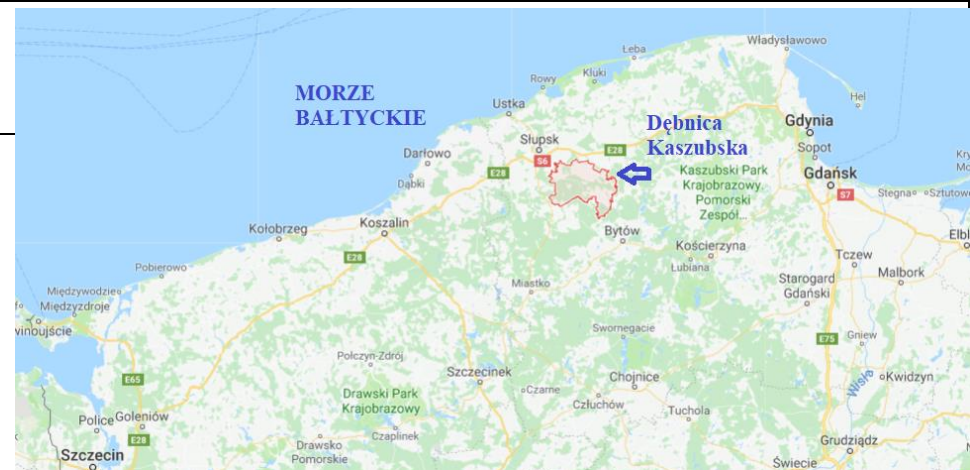 Władysławowo
Łeba
Rowy
Kluki
MORZE
BAŁTYCKIE
Ustka
Hel
Gdynia
Dębnica
Kaszubska
Słupsk
E28
Sopot
Darłowo
S6
Kaszubski Park
Krajobrazowy.
Pomorski
Zespół...
Gdańsk
E28
Dąbki
S7
Stegna
Sztutowo
Kołobrzeg
Koszalin
Bytów
Elbl
Kościerzyna
E28
Tczew
Lubiana
Malbork
Pobierowo
Miastko
Starogard
Gdański
Międzywodzie
Międzyzdroje
winoujście
Swornegacie
E75
Gniew
Połczyn-Zdrój
Szczecinek
Chojnice
Wisła
Kwidzyn
E65
Drawski Park
Krajobrazowy
Czarne
Człuchów
Tuchola
Police
Goleniów
E28
Czaplinek
Drawsko
Pomorskie
Grudziądz
Szczecin
Świecie